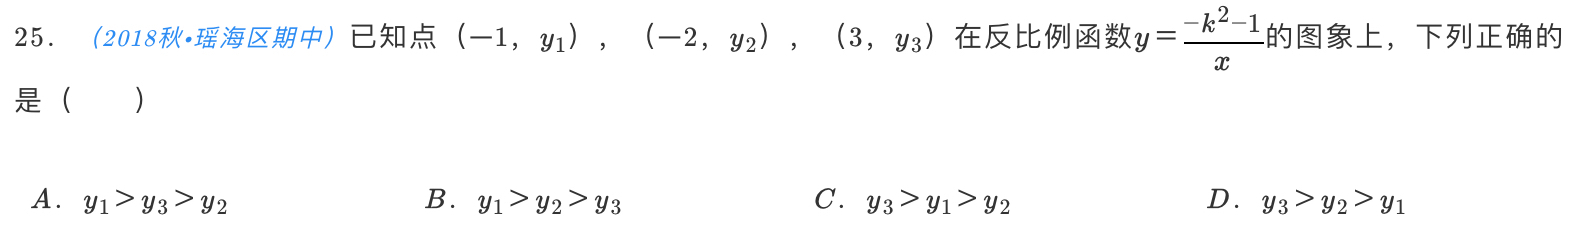 25. (2018秋•瑶海区期中)已知点(-1, y₁), (-2, y₂), (3, y₃)在反比例函数y=\frac{-k²-1}{x}的图象上,下列正确的
是( )
A. y₁>y₃>y₂ B. y₁>y₂>y₃ C. y₃>y₁>y₂ D. y₃>y₂>y₁